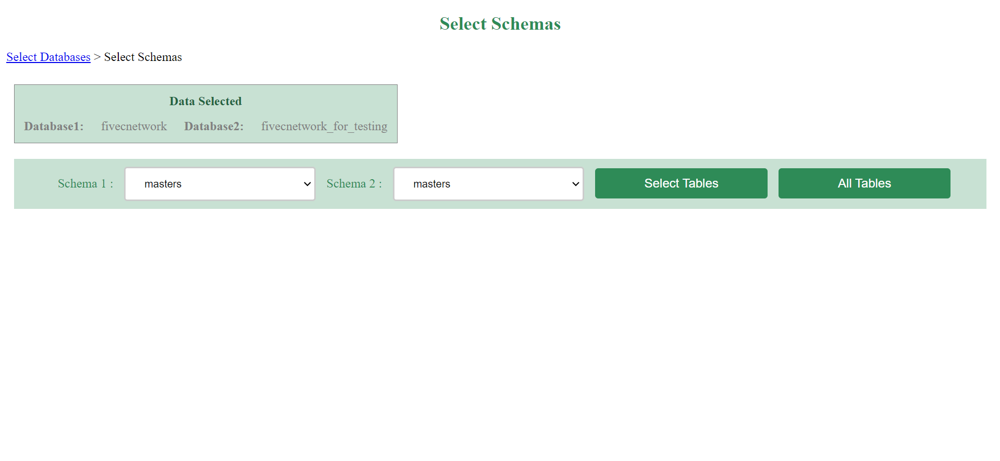 Select Schemas
Select Databases > Select Schemas
Data Selected
Database1: fivecnetwork Database2: fivecnetwork_for_testing
Schema 1 : masters Schema 2 : masters Select Tables All Tables